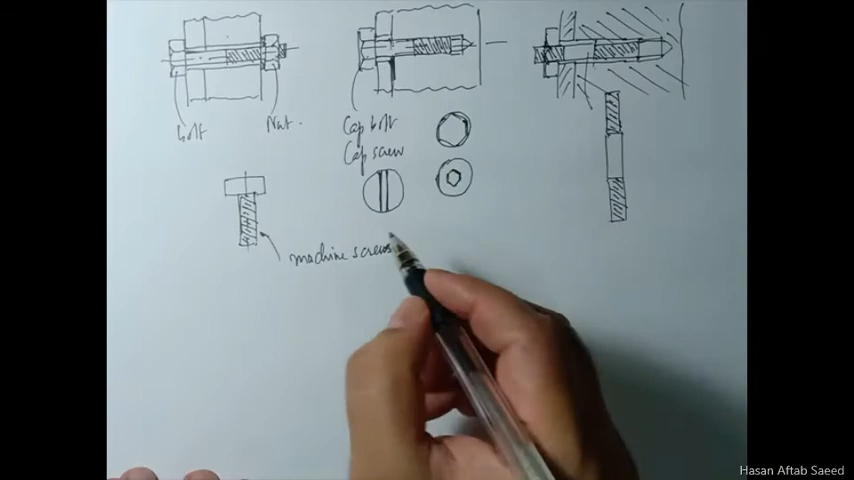 bolt
Nut.
Cap bolt
Cap screw
machine screws
Hasan Aftab Saeed